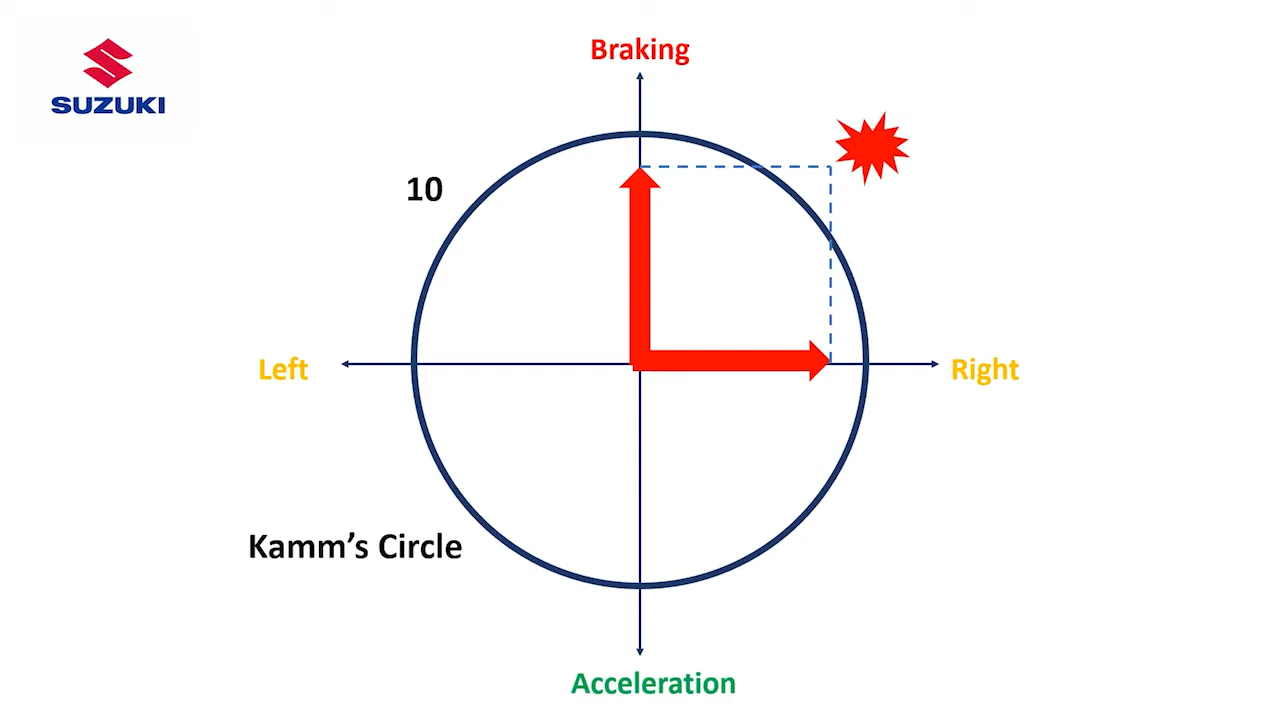 SUZUKI
Braking
10
Left
Right
Kamm's Circle
Acceleration